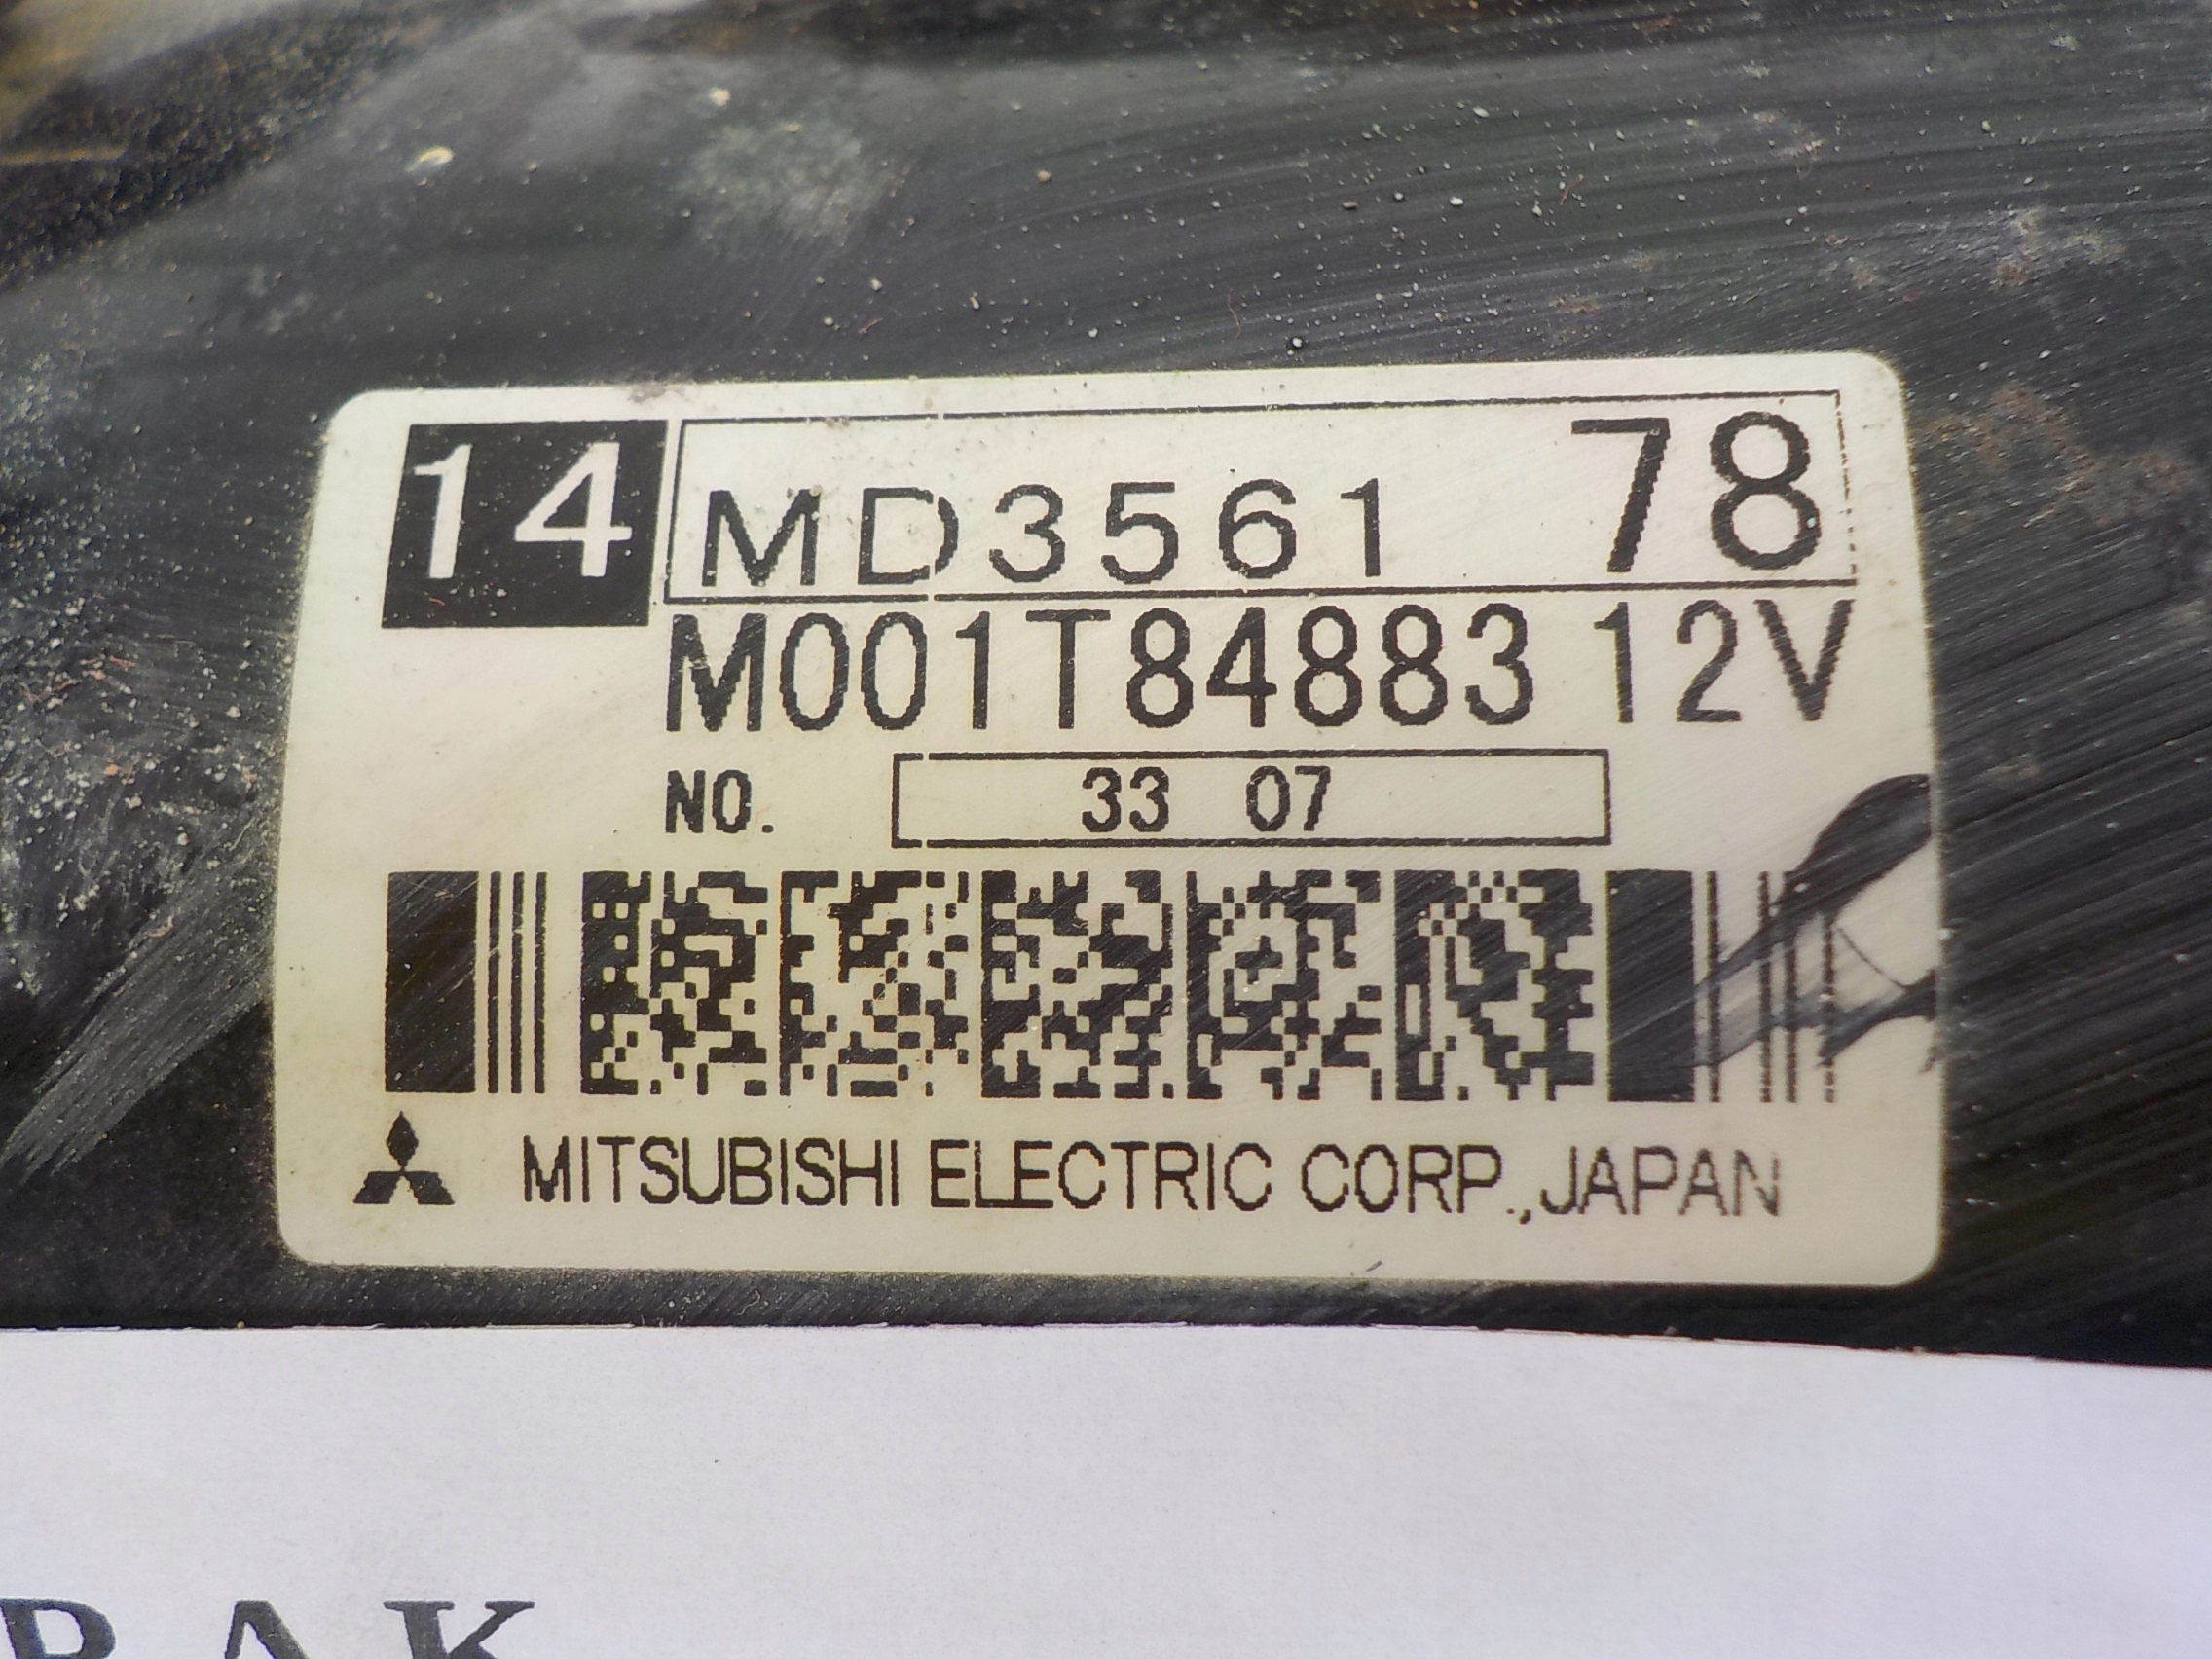 14 MD3561 78
M001T84883 12V
NO. 33 07
MITSUBISHI ELECTRIC CORP., JAPAN